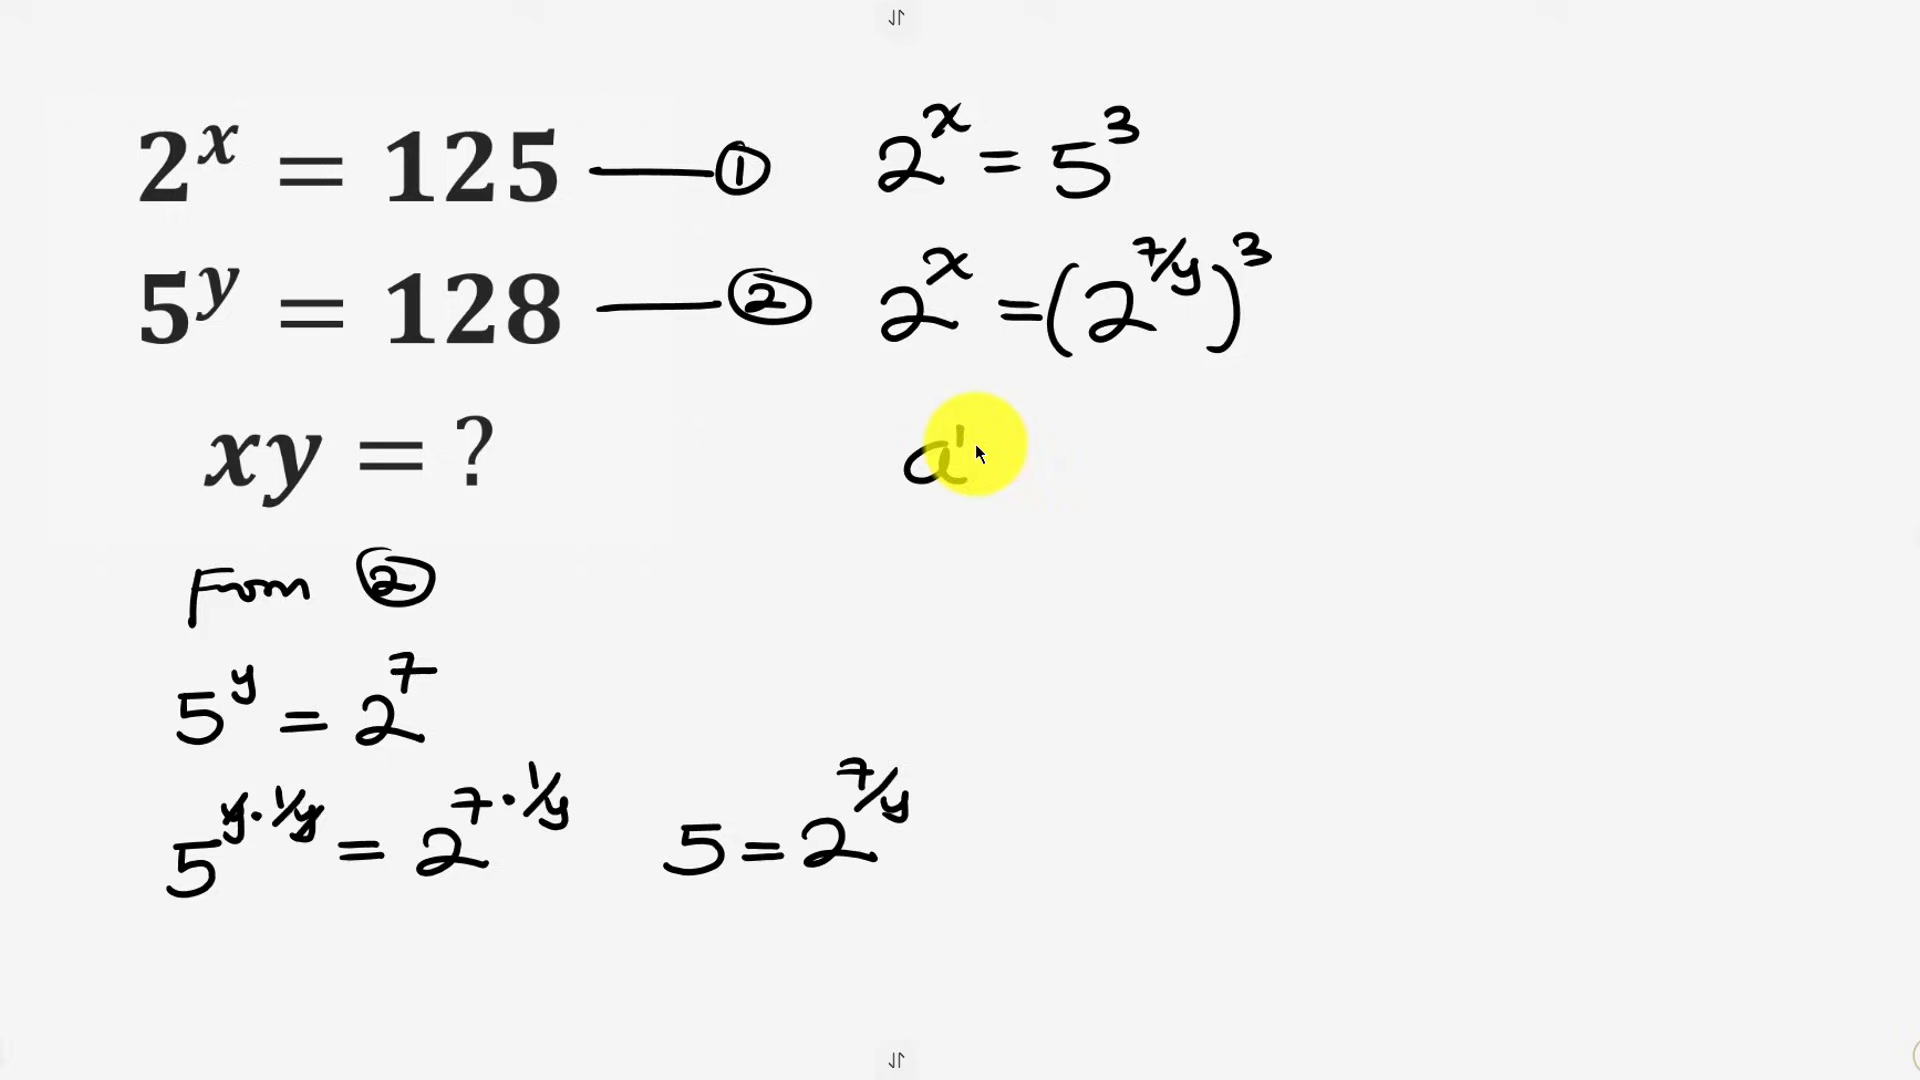 2^x = 125 —— ①
5^y = 128 —— ②
xy = ?
From ②
5^y = 2^7
5^(y·1/y) = 2^(7·1/y)
5 = 2^(7/y)
2^x = 5^3
2^x = (2^(7/y))^3